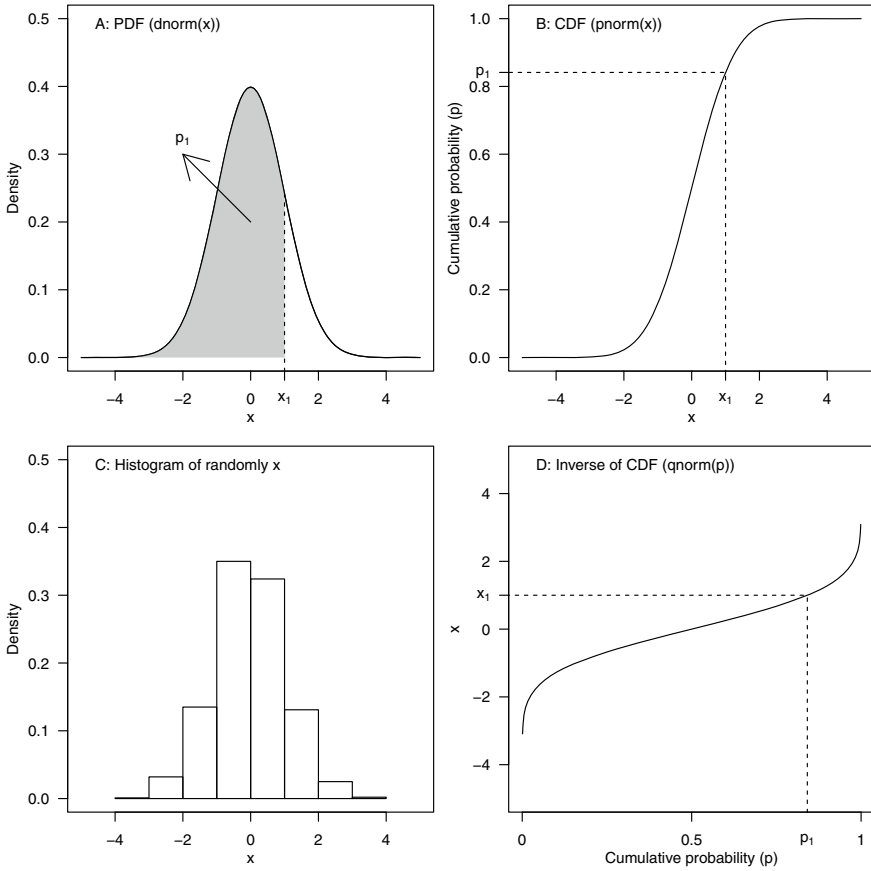 A: PDF (dnorm(x))
0.5
0.4
0.3
0.2
0.1
0.0
Density
p1
−4 −2 0 x1 2 4
x
B: CDF (pnorm(x))
1.0
p1
0.8
0.6
0.4
0.2
0.0
Cumulative probability (p)
−4 −2 0 x1 2 4
x
C: Histogram of randomly x
0.5
0.4
0.3
0.2
0.1
0.0
Density
−4 −2 0 2 4
x
D: Inverse of CDF (qnorm(p))
4
2
x1
0
−2
−4
x
0 0.5 p1 1
Cumulative probability (p)